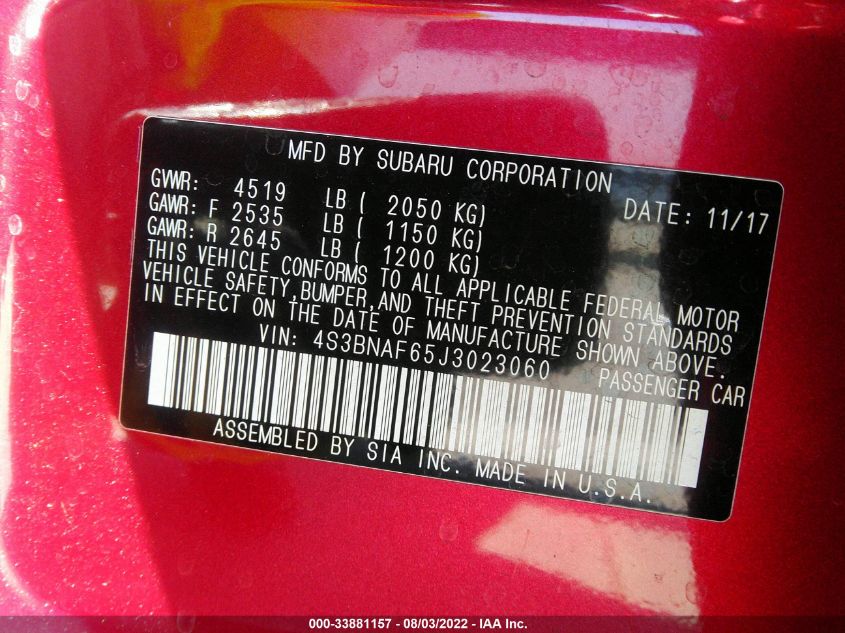 MFD BY SUBARU CORPORATION
GVWR: 4519 LB ( 2050 KG) DATE: 11/17
GAWR: F 2535 LB ( 1150 KG)
GAWR: R 2645 LB ( 1200 KG)
THIS VEHICLE CONFORMS TO ALL APPLICABLE FEDERAL MOTOR
VEHICLE SAFETY,BUMPER,AND THEFT PREVENTION STANDARDS
IN EFFECT ON THE DATE OF MANUFACTURE SHOWN ABOVE.
VIN: 4S3BNAF65J3023060 PASSENGER CAR
ASSEMBLED BY SIA INC. MADE IN U.S.A.
000-33881157 - 08/03/2022 - IAA Inc.